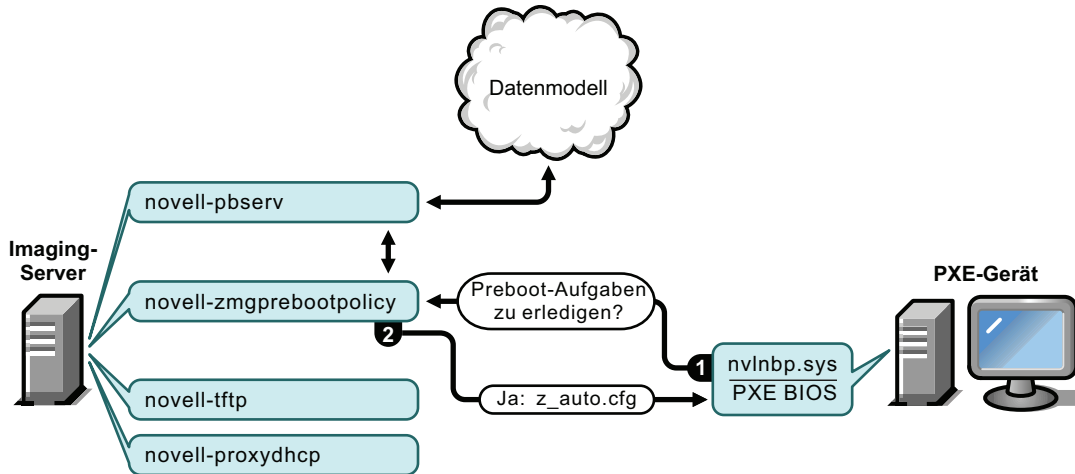 Datenmodell
novell-pbserv
Imaging-
Server
PXE-Gerät
novell-zmgprebootpolicy
Preboot-Aufgaben
zu erledigen?
2
1
nvlnbp.sys
PXE BIOS
novell-tftp
Ja: z_auto.cfg
novell-proxydhcp